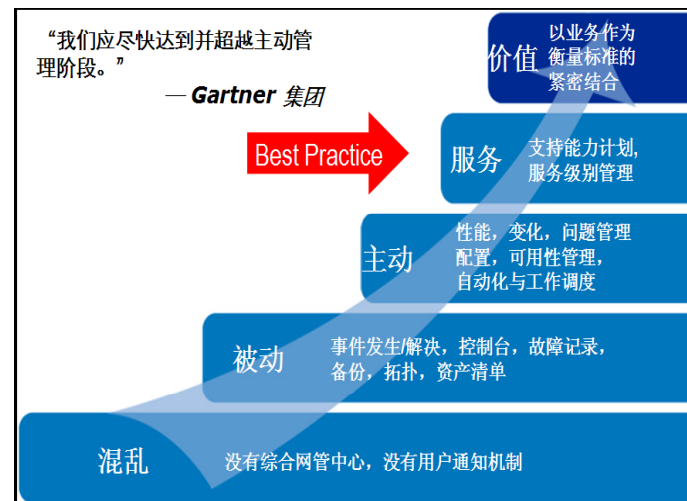 “我们应尽快达到并超越主动管
理阶段。”
— Gartner 集团
价值
以业务作为
衡量标准的
紧密结合
Best Practice
服务
支持能力计划,
服务级别管理
主动
性能，变化，问题管理
配置，可用性管理，
自动化与工作调度
被动
事件发生/解决，控制台，故障记录，
备份，拓扑，资产清单
混乱
没有综合网管中心，没有用户通知机制